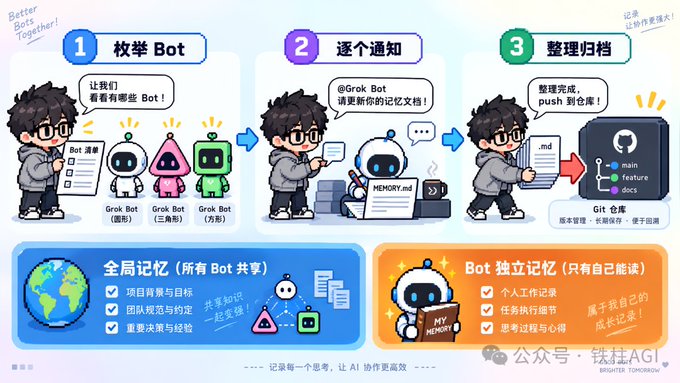 Better
Bots
Together!
记录
让协作更强大!
1 枚举 Bot
2 逐个通知
3 整理归档
让我们
看看有哪些 Bot!
Bot 清单
Grok Bot
(圆形)
Grok Bot
(三角形)
Grok Bot
(方形)
@Grok Bot
请更新你的记忆文档!
MEMORY.md
整理完成,
push 到仓库!
.md
main
feature
docs
Git 仓库
版本管理 · 长期保存 · 便于回溯
全局记忆(所有 Bot 共享)
项目背景与目标
团队规范与约定
重要决策与经验
共享知识
一起变强!
Bot 独立记忆(只有自己能读)
个人工作记录
任务执行细节
思考过程与心得
MY
MEMORY
属于我自己的
成长记录!
记录每一个思考,让 AI 协作更高效
公众号 · 铁柱AGI
BRIGHTER TOMORROW